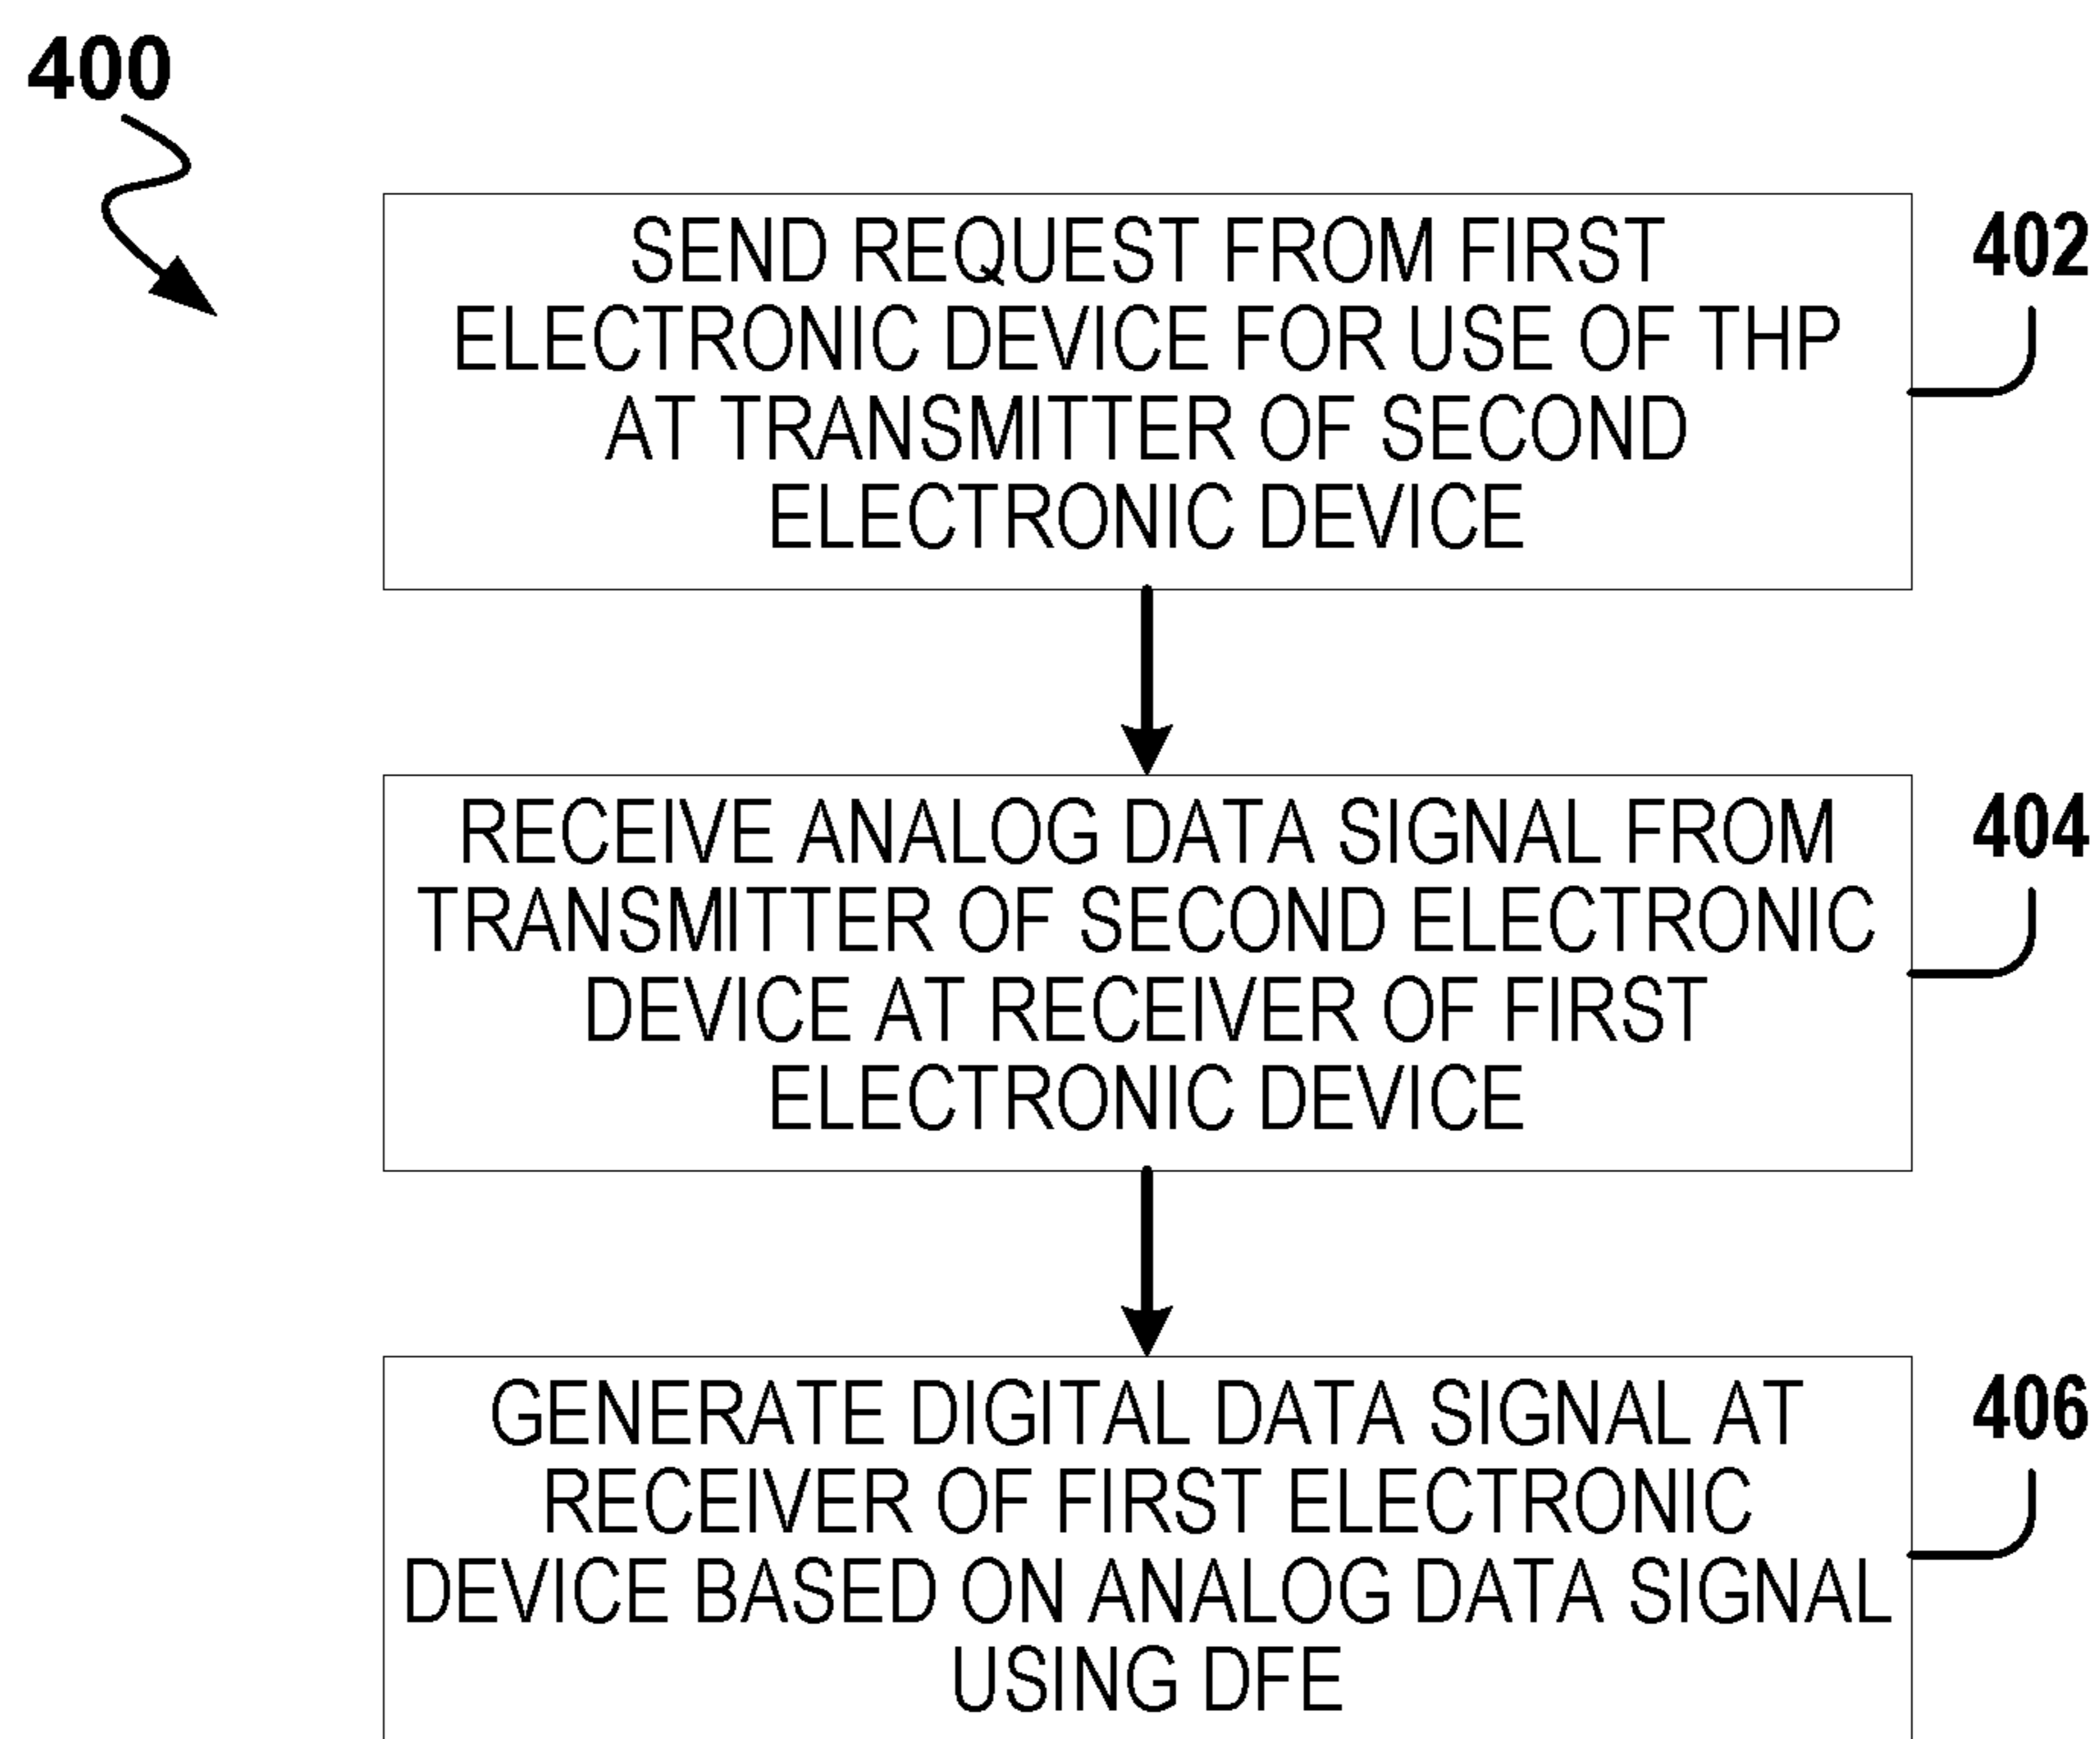 400
SEND REQUEST FROM FIRST
ELECTRONIC DEVICE FOR USE OF THP
AT TRANSMITTER OF SECOND
ELECTRONIC DEVICE
402
RECEIVE ANALOG DATA SIGNAL FROM
TRANSMITTER OF SECOND ELECTRONIC
DEVICE AT RECEIVER OF FIRST
ELECTRONIC DEVICE
404
GENERATE DIGITAL DATA SIGNAL AT
RECEIVER OF FIRST ELECTRONIC
DEVICE BASED ON ANALOG DATA SIGNAL
USING DFE
406